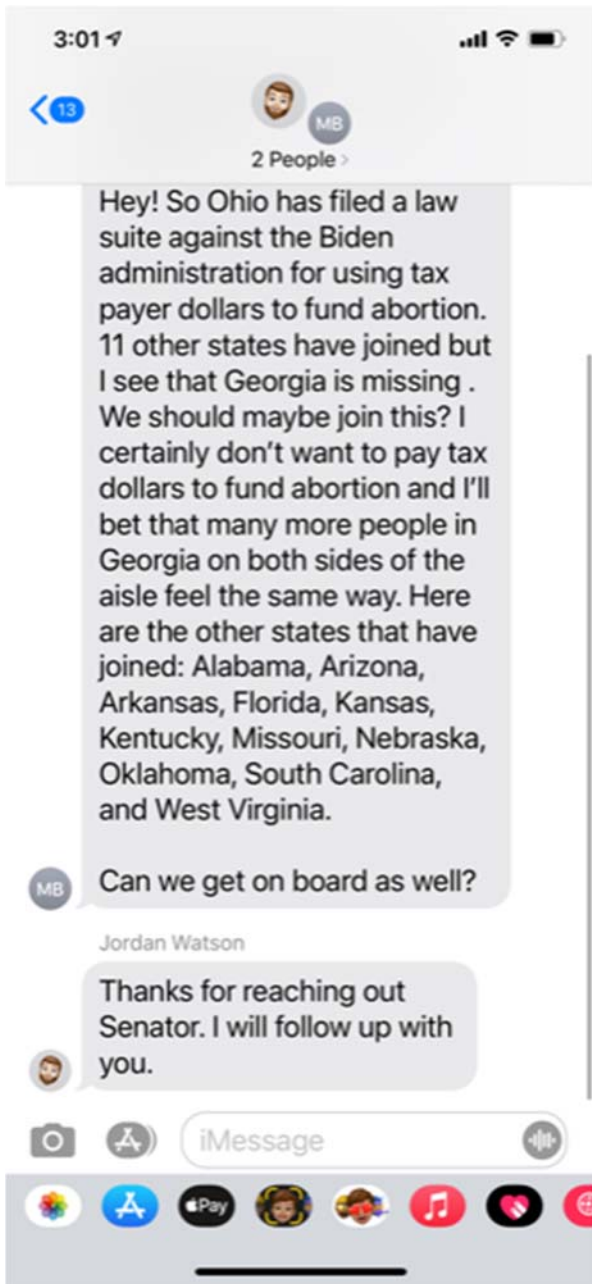 3:01
13
MB
2 People >
Hey! So Ohio has filed a law
suite against the Biden
administration for using tax
payer dollars to fund abortion.
11 other states have joined but
I see that Georgia is missing .
We should maybe join this? I
certainly don't want to pay tax
dollars to fund abortion and I'll
bet that many more people in
Georgia on both sides of the
aisle feel the same way. Here
are the other states that have
joined: Alabama, Arizona,
Arkansas, Florida, Kansas,
Kentucky, Missouri, Nebraska,
Oklahoma, South Carolina,
and West Virginia.
Can we get on board as well?
MB
Jordan Watson
Thanks for reaching out
Senator. I will follow up with
you.
iMessage
Pay